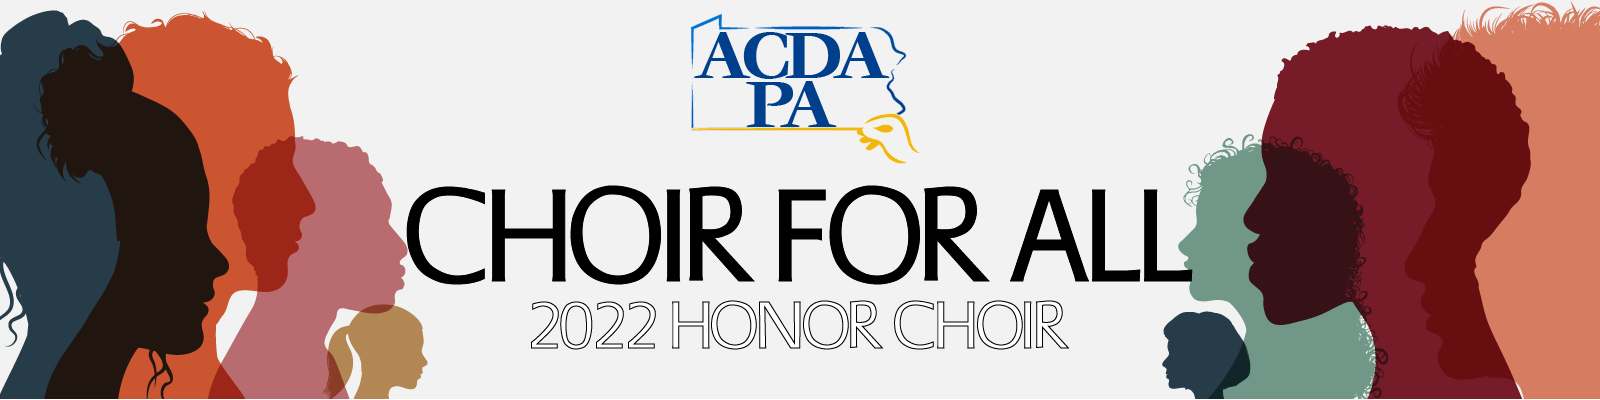 ACDA
PA
CHOIR FOR ALL
2022 HONOR CHOIR